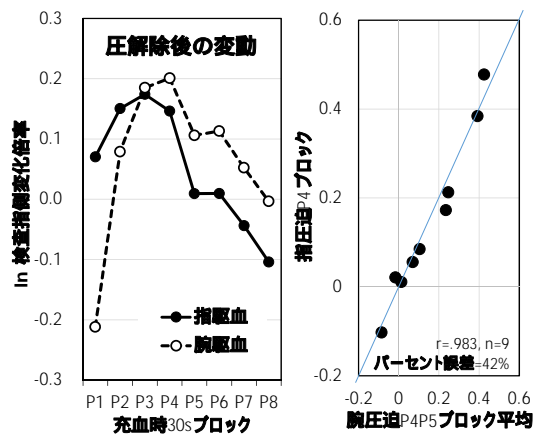 圧解除後の変動
ln 検査指側変化倍率
0.3
0.2
0.1
0.0
-0.1
-0.2
-0.3
指駆血
腕駆血
P1 P2 P3 P4 P5 P6 P7 P8
充血時30sブロック
指圧迫P4ブロック
0.6
0.4
0.2
0
-0.2
r=.983, n=9
パーセント誤差=42%
-0.2 0 0.2 0.4 0.6
腕圧迫P4P5ブロック平均